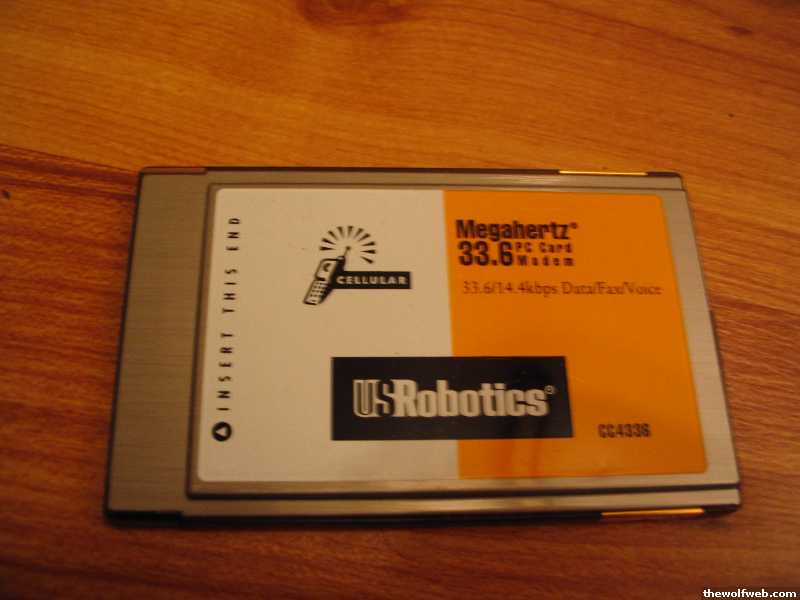 INSERT THIS END
CELLULAR
Megahertz®
33.6 PC Card
Modem
33.6/14.4kbps Data/Fax/Voice
USRobotics®
CC4336
thewolfweb.com